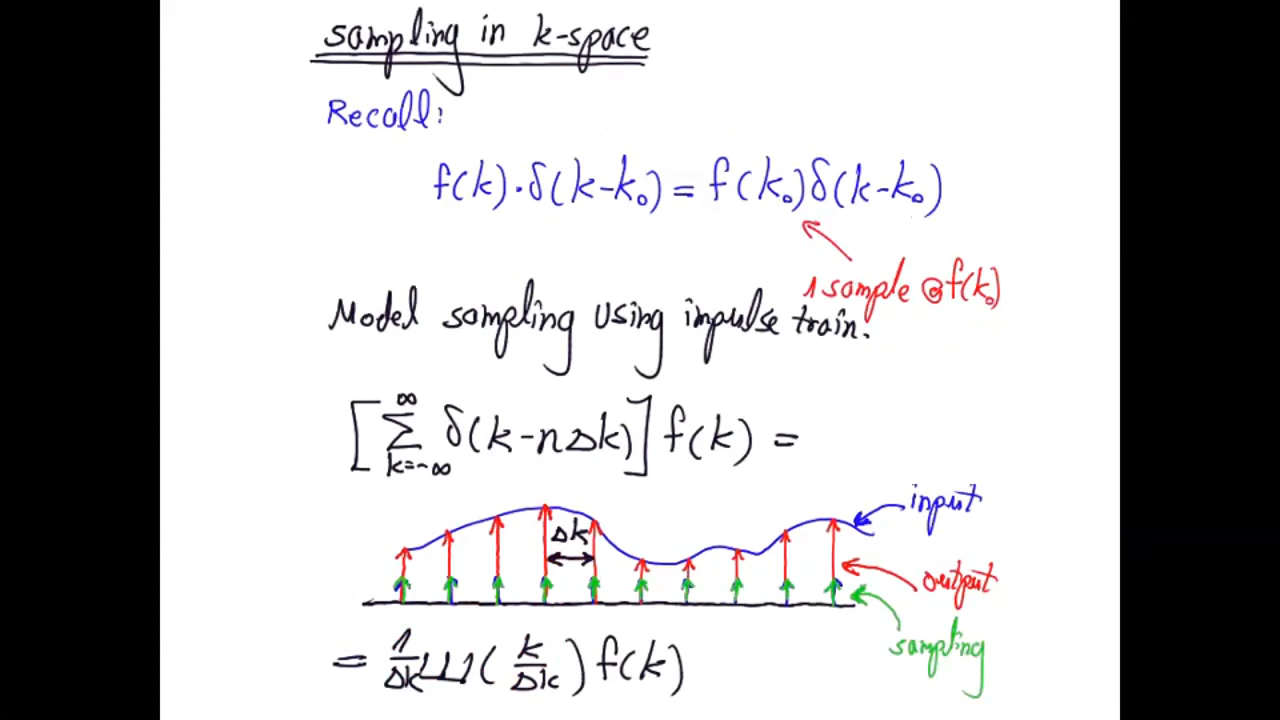 sampling in k-space
Recall:
f(k)·δ(k-k₀) = f(k₀)δ(k-k₀)
1 sample @f(k₀)
Model sampling using impulse train.
[∑_{k=-∞}^{∞} δ(k-nΔk)] f(k) =
input
Δk
output
sampling
= 1/Δk Ш(k/Δk) f(k)